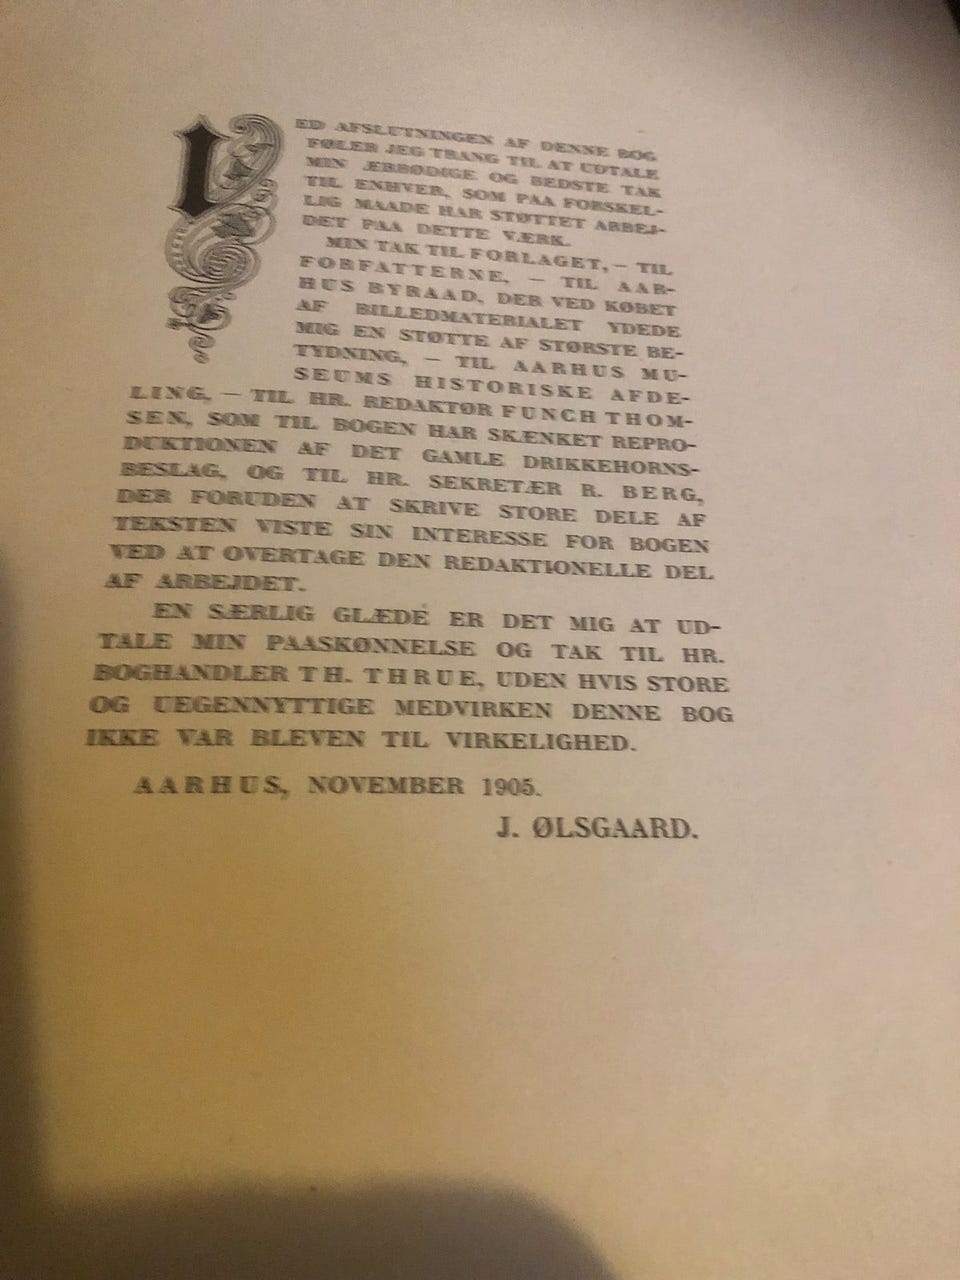 VED AFSLUTNINGEN AF DENNE BOG
FØLER JEG TRANG TIL AT UDTALE
MIN ÆRBØDIGE OG BEDSTE TAK
TIL ENHVER, SOM PAA FORSKEL-
LIG MAADE HAR STØTTET ARBEJ-
DET PAA DETTE VÆRK.
MIN TAK TIL FORLAGET, – TIL
FORFATTERNE, – TIL AAR-
HUS BYRAAD, DER VED KØBET
AF BILLEDMATERIALET YDEDE
MIG EN STØTTE AF STØRSTE BE-
TYDNING, – TIL AARHUS MU-
SEUMS HISTORISKE AFDE-
LING, – TIL HR. REDAKTØR FUNCH THOM-
SEN, SOM TIL BOGEN HAR SKÆNKET REPRO-
DUKTIONEN AF DET GAMLE DRIKKEHORNS-
BESLAG, OG TIL HR. SEKRETÆR R. BERG,
DER FORUDEN AT SKRIVE STORE DELE AF
TEKSTEN VISTE SIN INTERESSE FOR BOGEN
VED AT OVERTAGE DEN REDAKTIONELLE DEL
AF ARBEJDET.
EN SÆRLIG GLÆDE ER DET MIG AT UD-
TALE MIN PAASKØNNELSE OG TAK TIL HR.
BOGHANDLER TH. THRUE, UDEN HVIS STORE
OG UEGENNYTTIGE MEDVIRKEN DENNE BOG
IKKE VAR BLEVEN TIL VIRKELIGHED.
AARHUS, NOVEMBER 1905.
J. ØLSGAARD.